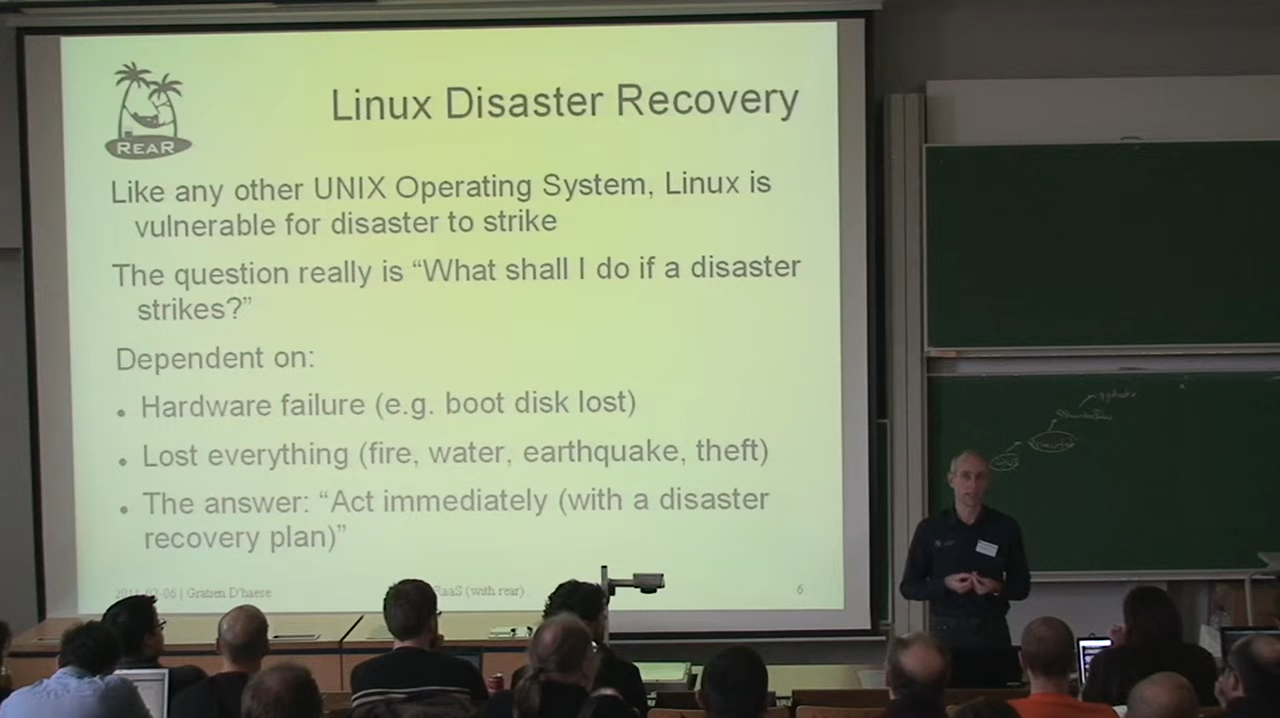 REAR
Linux Disaster Recovery
Like any other UNIX Operating System, Linux is
vulnerable for disaster to strike
The question really is “What shall I do if a disaster
strikes?”
Dependent on:
• Hardware failure (e.g. boot disk lost)
• Lost everything (fire, water, earthquake, theft)
• The answer: “Act immediately (with a disaster
recovery plan)”
| Gratien D'haese
(with rear)
6